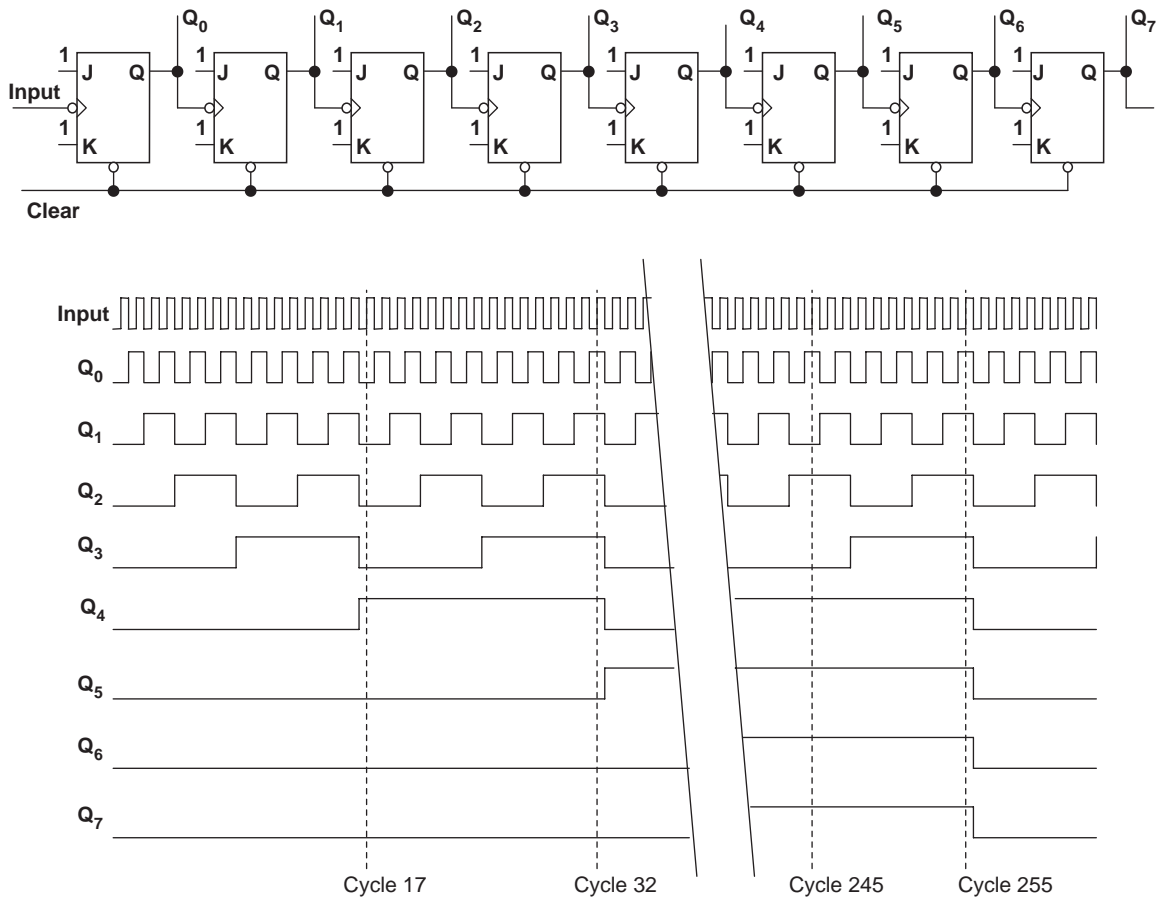 Q0 Q1 Q2 Q3 Q4 Q5 Q6 Q7
1 1 1 1 1 1 1 1
J Q J Q J Q J Q J Q J Q J Q J Q
Input
1 1 1 1 1 1 1 1
K K K K K K K K
Clear
Input
Q0
Q1
Q2
Q3
Q4
Q5
Q6
Q7
Cycle 17 Cycle 32 Cycle 245 Cycle 255